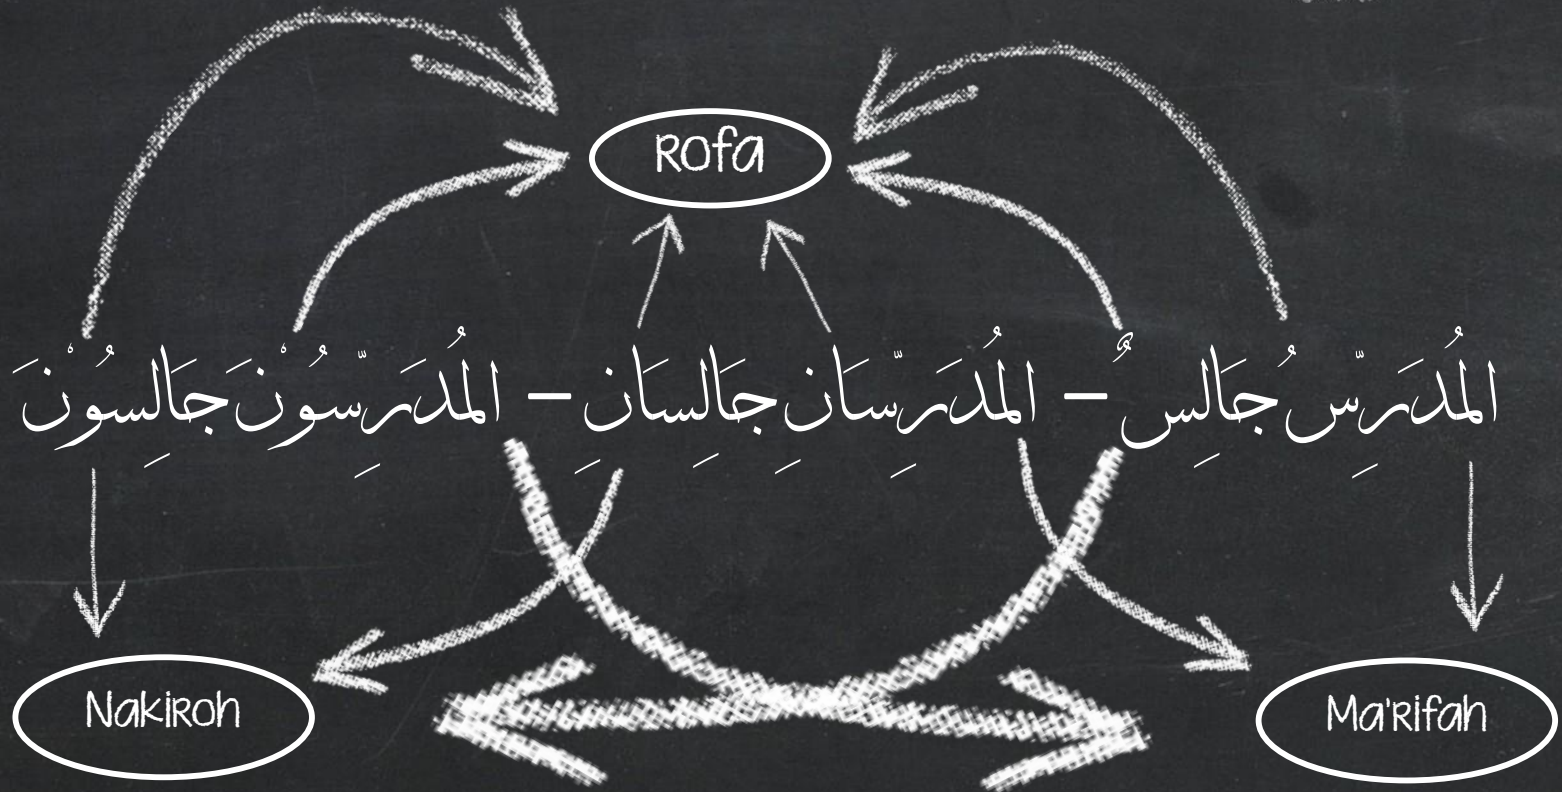 Rofa
المُدَرِّسُ جَالِسٌ – المُدَرِّسَانِ جَالِسَانِ – المُدَرِّسُوْنَ جَالِسُوْنَ
Nakiroh
Ma'rifah